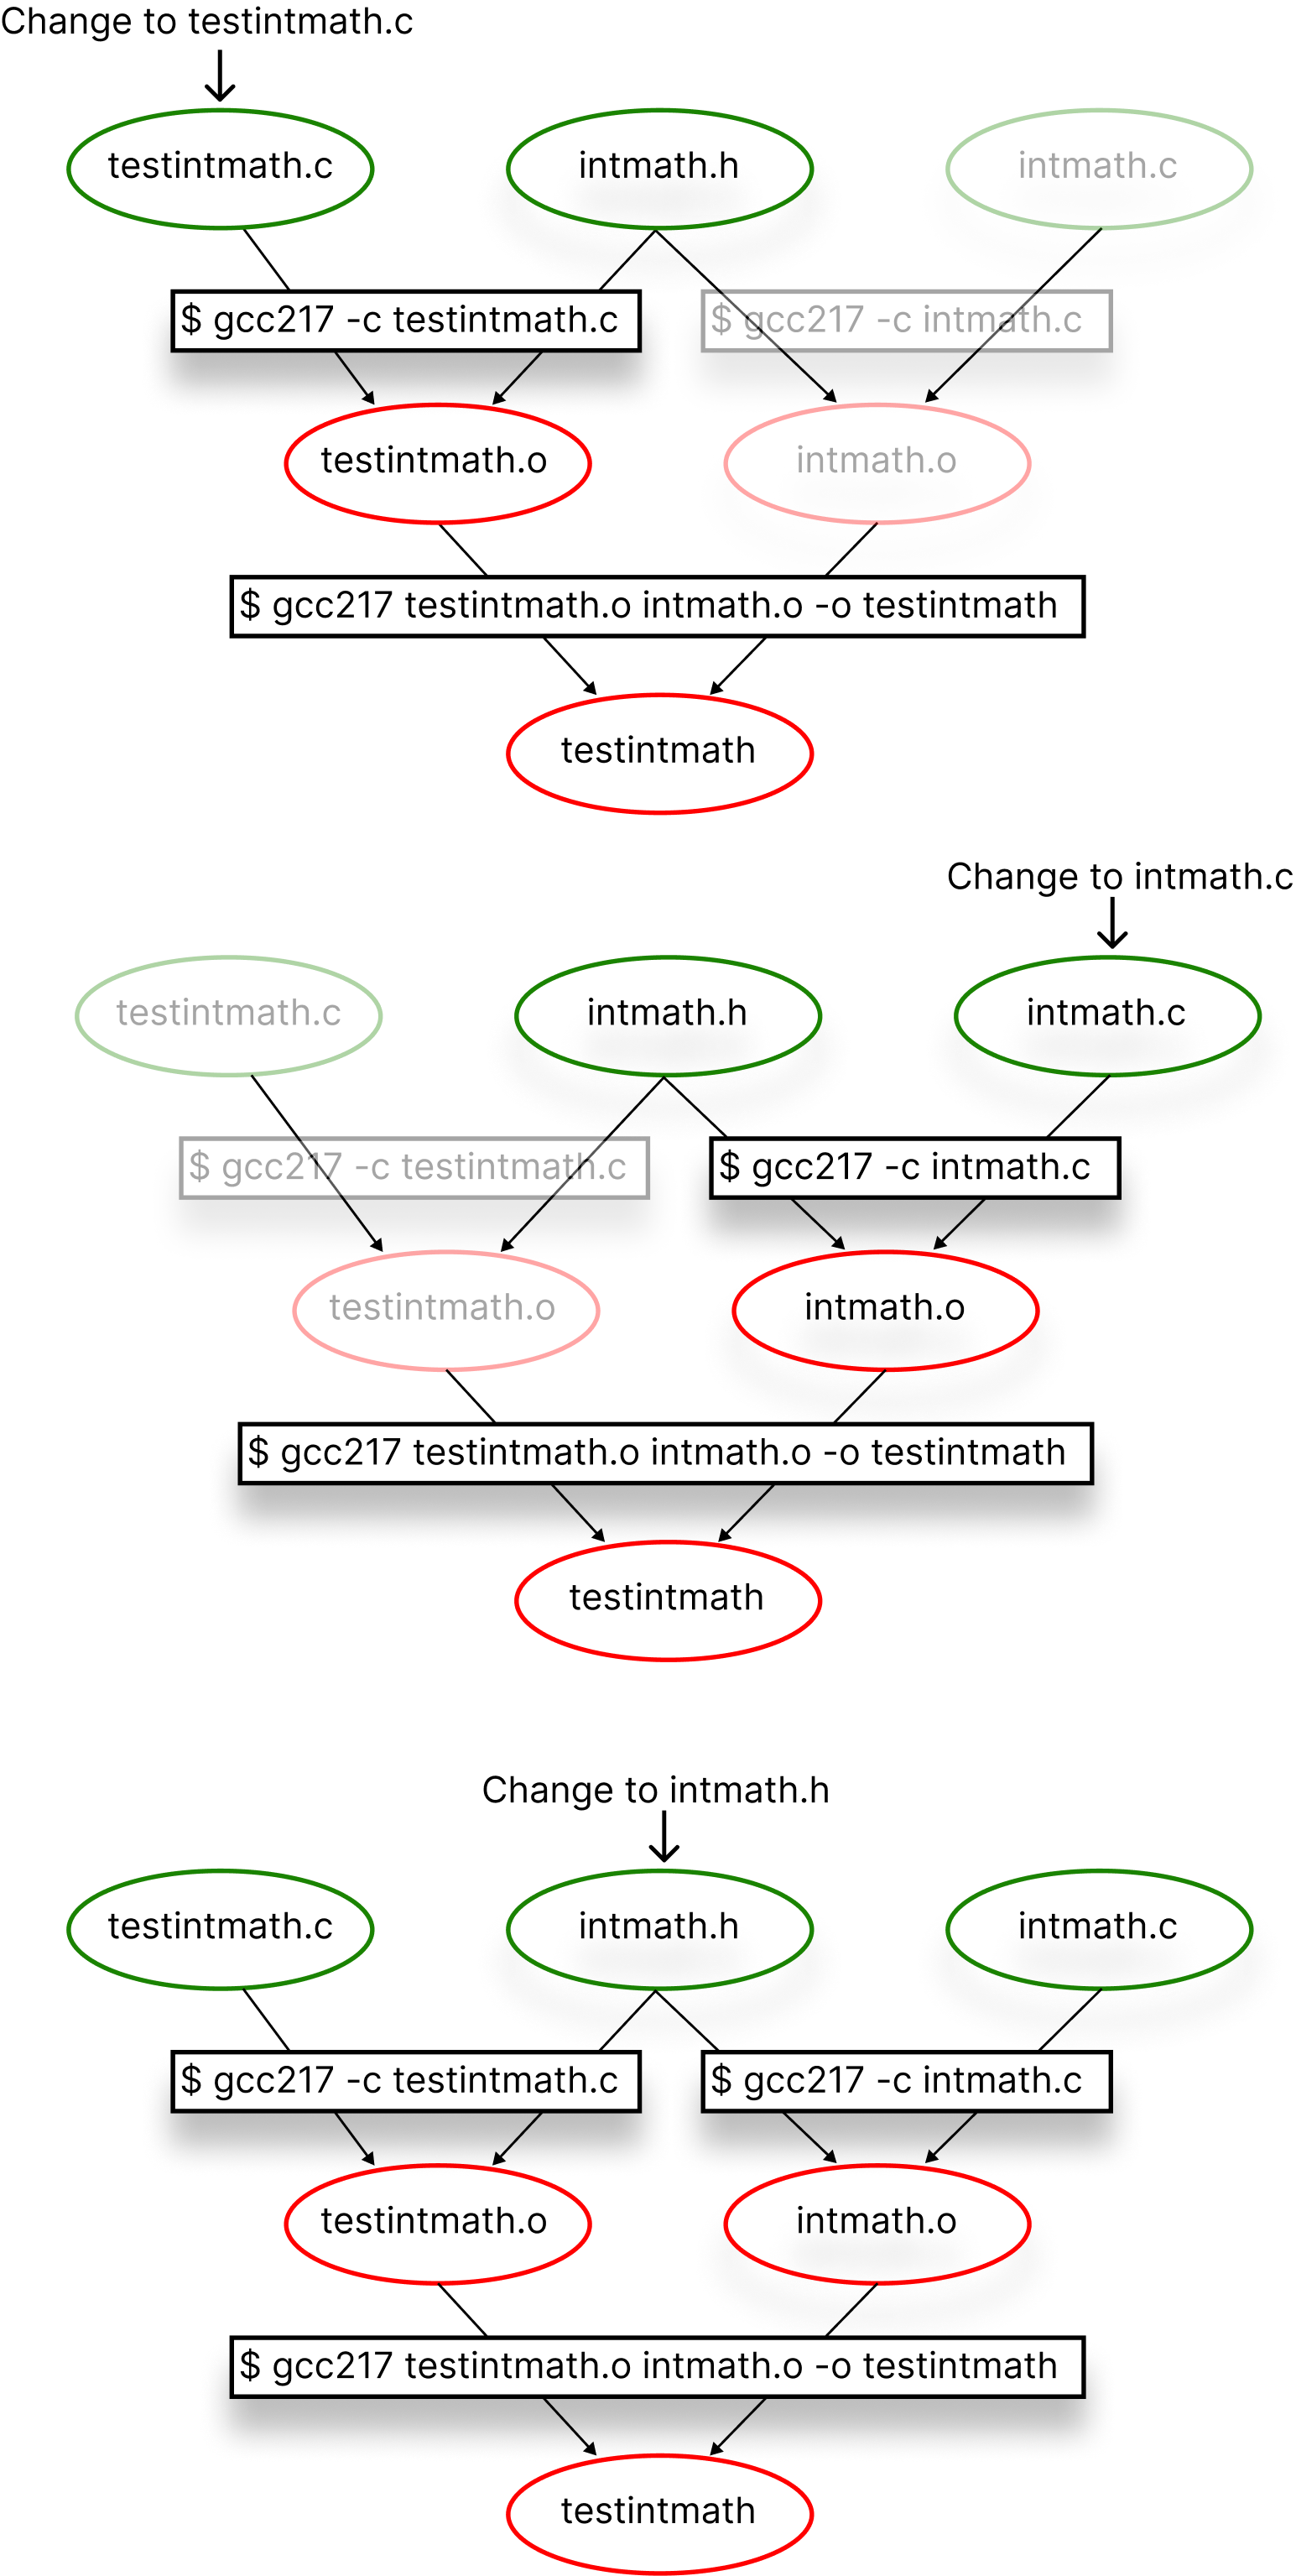 Change to testintmath.c
testintmath.c
intmath.h
intmath.c
$ gcc217 -c testintmath.c
$ gcc217 -c intmath.c
testintmath.o
intmath.o
$ gcc217 testintmath.o intmath.o -o testintmath
testintmath
Change to intmath.c
testintmath.c
intmath.h
intmath.c
$ gcc217 -c testintmath.c
$ gcc217 -c intmath.c
testintmath.o
intmath.o
$ gcc217 testintmath.o intmath.o -o testintmath
testintmath
Change to intmath.h
testintmath.c
intmath.h
intmath.c
$ gcc217 -c testintmath.c
$ gcc217 -c intmath.c
testintmath.o
intmath.o
$ gcc217 testintmath.o intmath.o -o testintmath
testintmath